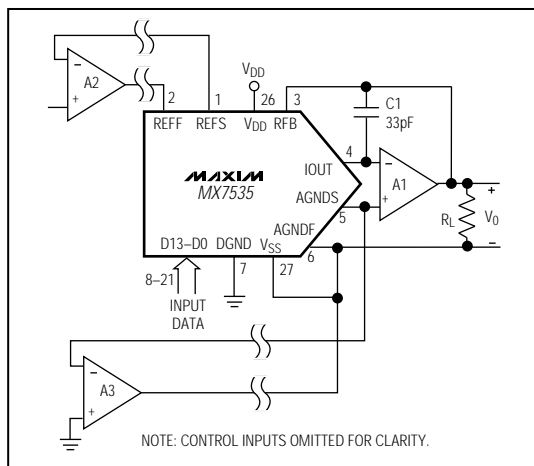 A2
VDD
2
1
26
3
C1
33pF
REFF
REFS
VDD
RFB
4
IOUT
MAXIM
MX7535
A1
AGNDS
5
RL
VO
AGNDF
6
D13–D0
DGND
VSS
8–21
7
27
INPUT
DATA
A3
NOTE: CONTROL INPUTS OMITTED FOR CLARITY.